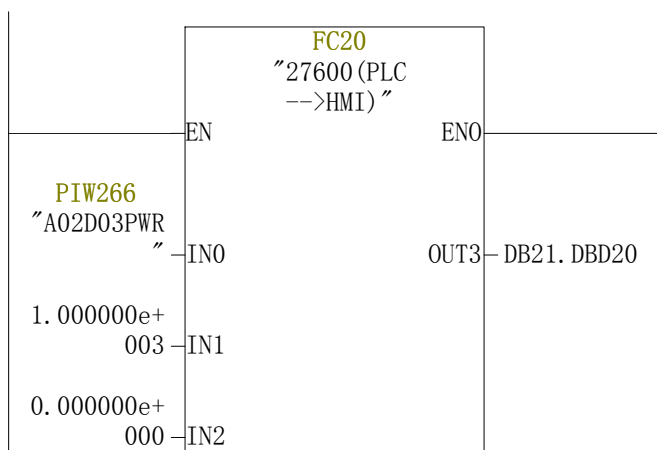 FC20
"27600(PLC
-->HMI)"
EN
ENO
PIW266
"A02D03PWR
"
IN0
OUT3
DB21.DBD20
1.000000e+
003
IN1
0.000000e+
000
IN2